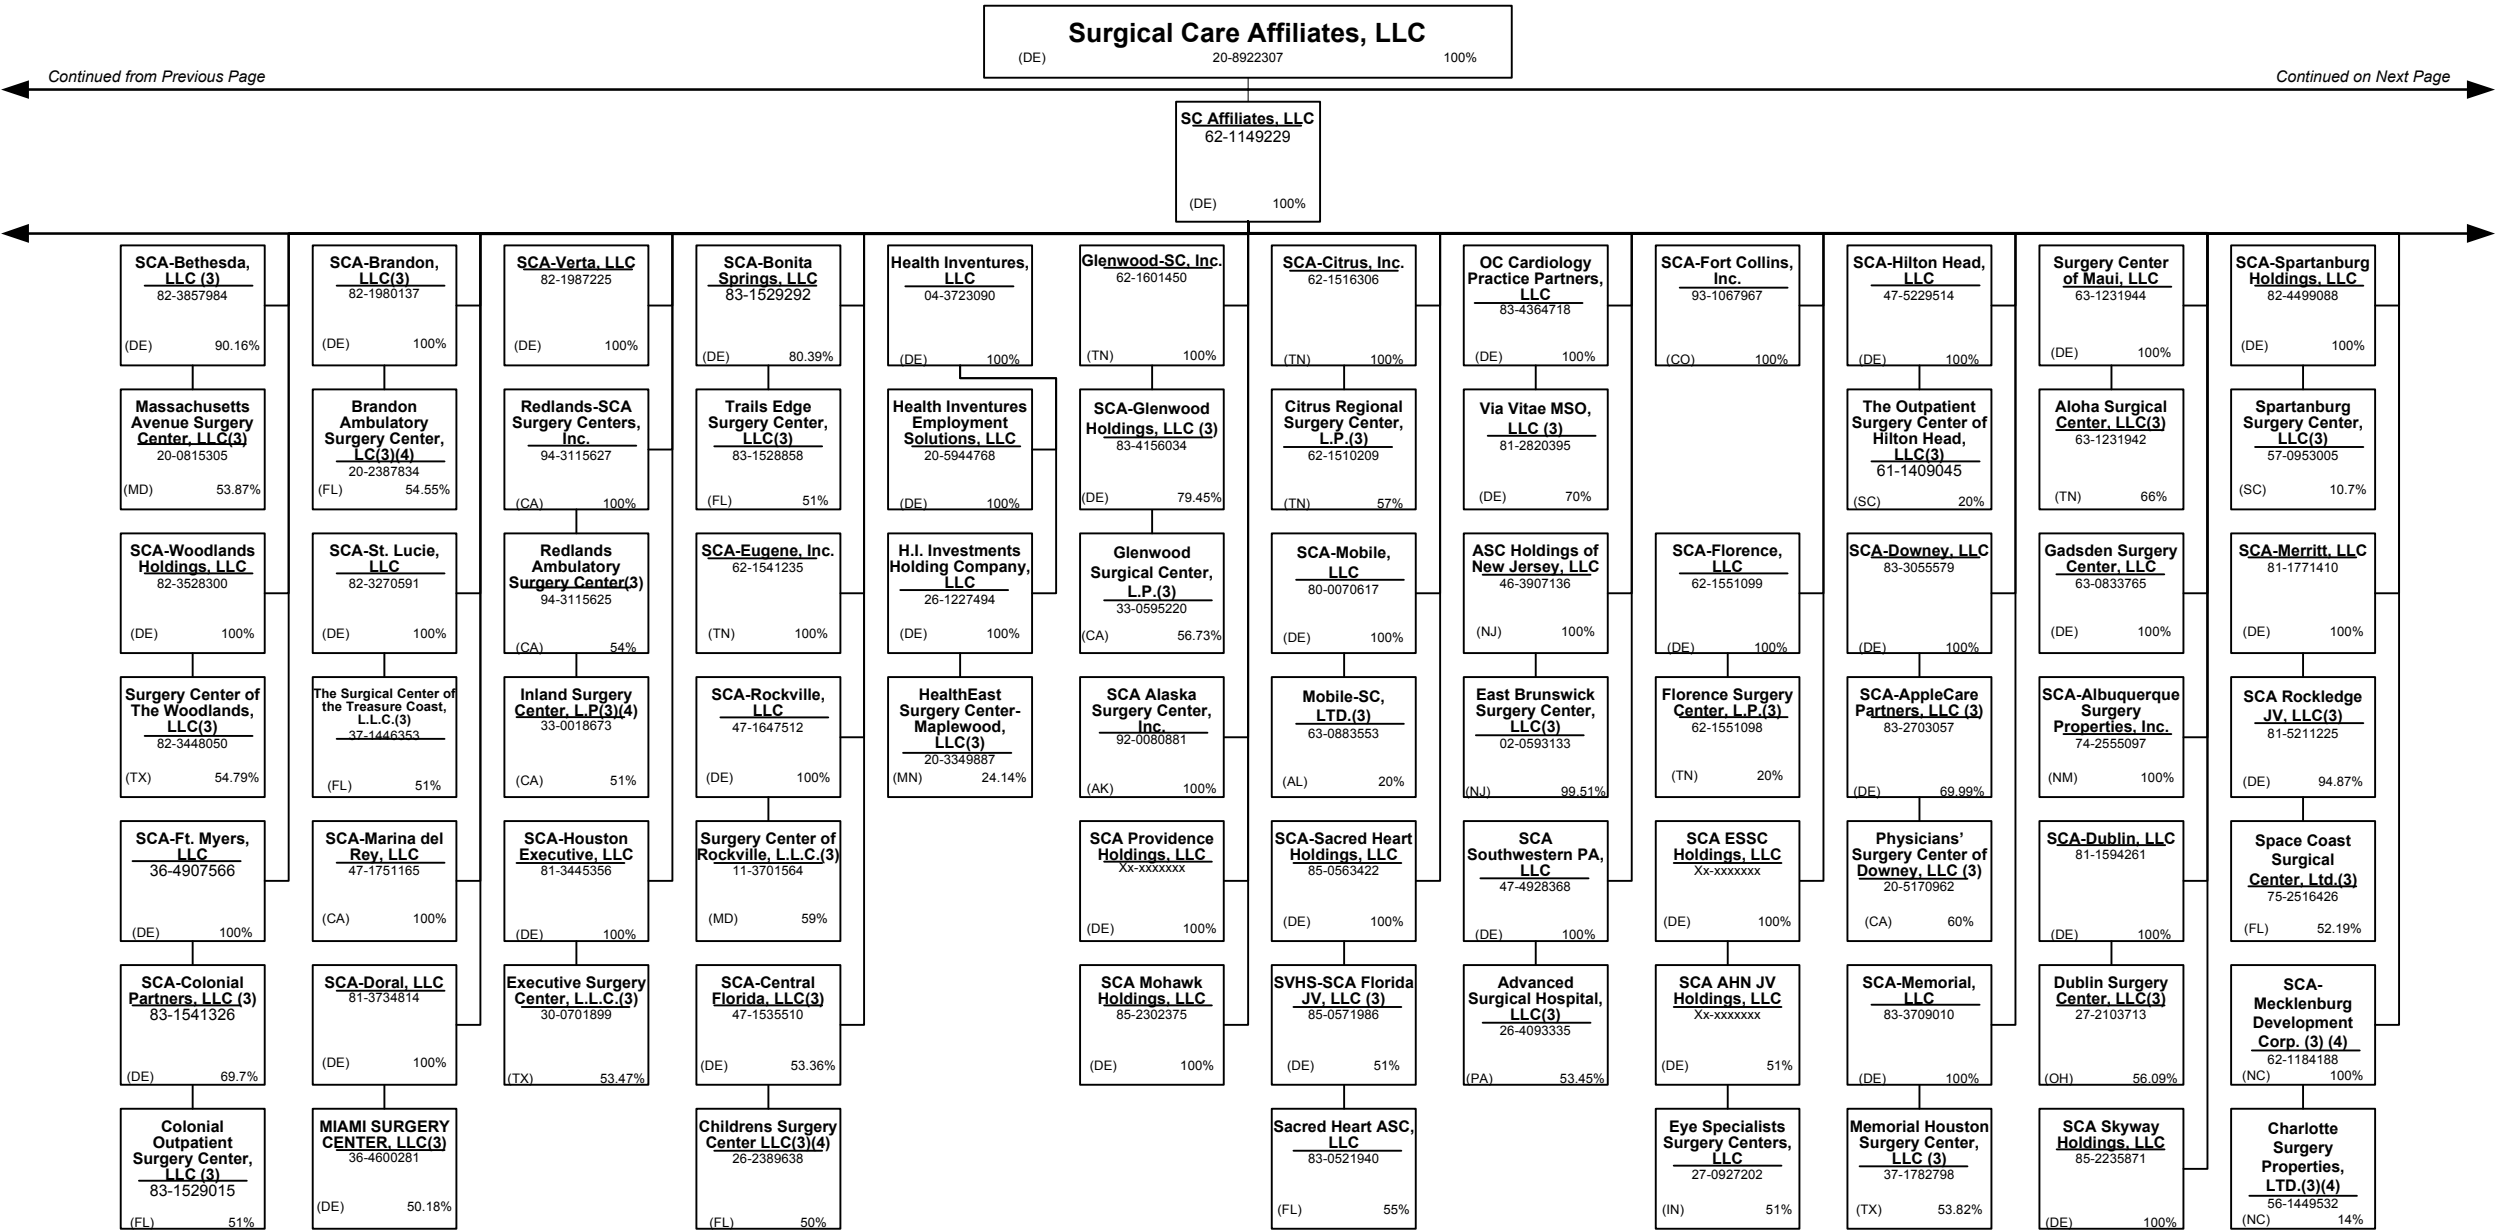 Surgical Care Affiliates, LLC
(DE) 20-8922307 100%
Continued from Previous Page
Continued on Next Page
SC Affiliates, LLC
62-1149229
(DE) 100%
SCA-Bethesda,
LLC (3)
82-3857984
(DE) 90.16%
Massachusetts
Avenue Surgery
Center, LLC(3)
20-0815305
(MD) 53.87%
SCA-Woodlands
Holdings, LLC
82-3528300
(DE) 100%
Surgery Center of
The Woodlands,
LLC(3)
82-3448050
(TX) 54.79%
SCA-Ft. Myers,
LLC
36-4907566
(DE) 100%
SCA-Colonial
Partners, LLC (3)
83-1541326
(DE) 69.7%
Colonial
Outpatient
Surgery Center,
LLC (3)
83-1529015
(FL) 51%
SCA-Brandon,
LLC(3)
82-1980137
(DE) 100%
Brandon
Ambulatory
Surgery Center,
LC(3)(4)
20-2387834
(FL) 54.55%
SCA-St. Lucie,
LLC
82-3270591
(DE) 100%
The Surgical Center of
the Treasure Coast,
L.L.C.(3)
37-1446353
(FL) 51%
SCA-Marina del
Rey, LLC
47-1751165
(CA) 100%
SCA-Doral, LLC
81-3734814
(DE) 100%
MIAMI SURGERY
CENTER, LLC(3)
36-4600281
(DE) 50.18%
SCA-Verta, LLC
82-1987225
(DE) 100%
Redlands-SCA
Surgery Centers,
Inc.
94-3115627
(CA) 100%
Redlands
Ambulatory
Surgery Center(3)
94-3115625
(CA) 54%
Inland Surgery
Center, L.P(3)(4)
33-0018673
(CA) 51%
SCA-Houston
Executive, LLC
81-3445356
(DE) 100%
Executive Surgery
Center, L.L.C.(3)
30-0701899
(TX) 53.47%
SCA-Bonita
Springs, LLC
83-1529292
(DE) 80.39%
Trails Edge
Surgery Center,
LLC(3)
83-1528858
(FL) 51%
SCA-Eugene, Inc.
62-1541235
(TN) 100%
SCA-Rockville,
LLC
47-1647512
(DE) 100%
Surgery Center of
Rockville, L.L.C.(3)
11-3701564
(MD) 59%
SCA-Central
Florida, LLC(3)
47-1535510
(DE) 53.36%
Childrens Surgery
Center LLC(3)(4)
26-2389638
(FL) 50%
Health Inventures,
LLC
04-3723090
(DE) 100%
Health Inventures
Employment
Solutions, LLC
20-5944768
(DE) 100%
H.I. Investments
Holding Company,
LLC
26-1227494
(DE) 100%
HealthEast
Surgery Center-
Maplewood,
LLC(3)
20-3349887
(MN) 24.14%
Glenwood-SC, Inc.
62-1601450
(TN) 100%
SCA-Glenwood
Holdings, LLC (3)
83-4156034
(DE) 79.45%
Glenwood
Surgical Center,
L.P.(3)
33-0595220
(CA) 56.73%
SCA Alaska
Surgery Center,
Inc.
92-0080881
(AK) 100%
SCA Providence
Holdings, LLC
Xx-xxxxxxx
(DE) 100%
SCA Mohawk
Holdings, LLC
85-2302375
(DE) 100%
SCA-Citrus, Inc.
62-1516306
(TN) 100%
Citrus Regional
Surgery Center,
L.P.(3)
62-1510209
(TN) 57%
SCA-Mobile,
LLC
80-0070617
(DE) 100%
Mobile-SC,
LTD.(3)
63-0883553
(AL) 20%
SCA-Sacred Heart
Holdings, LLC
85-0563422
(DE) 100%
SVHS-SCA Florida
JV, LLC (3)
85-0571986
(DE) 51%
Sacred Heart ASC,
LLC
83-0521940
(FL) 55%
OC Cardiology
Practice Partners,
LLC
83-4364718
(DE) 100%
Via Vitae MSO,
LLC (3)
81-2820395
(DE) 70%
ASC Holdings of
New Jersey, LLC
46-3907136
(NJ) 100%
East Brunswick
Surgery Center,
LLC(3)
02-0593133
(NJ) 99.51%
SCA
Southwestern PA,
LLC
47-4928368
(DE) 100%
Advanced
Surgical Hospital,
LLC(3)
26-4093335
(PA) 53.45%
SCA-Fort Collins,
Inc.
93-1067967
(CO) 100%
SCA-Florence,
LLC
62-1551099
(DE) 100%
Florence Surgery
Center, L.P.(3)
62-1551098
(TN) 20%
SCA ESSC
Holdings, LLC
Xx-xxxxxxx
(DE) 100%
SCA AHN JV
Holdings, LLC
Xx-xxxxxxx
(DE) 51%
Eye Specialists
Surgery Centers,
LLC
27-0927202
(IN) 51%
SCA-Hilton Head,
LLC
47-5229514
(DE) 100%
The Outpatient
Surgery Center of
Hilton Head,
LLC(3)
61-1409045
(SC) 20%
SCA-Downey, LLC
83-3055579
(DE) 100%
SCA-AppleCare
Partners, LLC (3)
83-2703057
(DE) 69.99%
Physicians’
Surgery Center of
Downey, LLC (3)
20-5170962
(CA) 60%
SCA-Memorial,
LLC
83-3709010
(DE) 100%
Memorial Houston
Surgery Center,
LLC (3)
37-1782798
(TX) 53.82%
Surgery Center
of Maui, LLC
63-1231944
(DE) 100%
Aloha Surgical
Center, LLC(3)
63-1231942
(TN) 66%
Gadsden Surgery
Center, LLC
63-0833765
(DE) 100%
SCA-Albuquerque
Surgery
Properties, Inc.
74-2555097
(NM) 100%
SCA-Dublin, LLC
81-1594261
(DE) 100%
Dublin Surgery
Center, LLC(3)
27-2103713
(OH) 56.09%
SCA Skyway
Holdings, LLC
85-2235871
(DE) 100%
SCA-Spartanburg
Holdings, LLC
82-4499088
(DE) 100%
Spartanburg
Surgery Center,
LLC(3)
57-0953005
(SC) 10.7%
SCA-Merritt, LLC
81-1771410
(DE) 100%
SCA Rockledge
JV, LLC(3)
81-5211225
(DE) 94.87%
Space Coast
Surgical
Center, Ltd.(3)
75-2516426
(FL) 52.19%
SCA-
Mecklenburg
Development
Corp. (3) (4)
62-1184188
(NC) 100%
Charlotte
Surgery
Properties,
LTD.(3)(4)
56-1449532
(NC) 14%